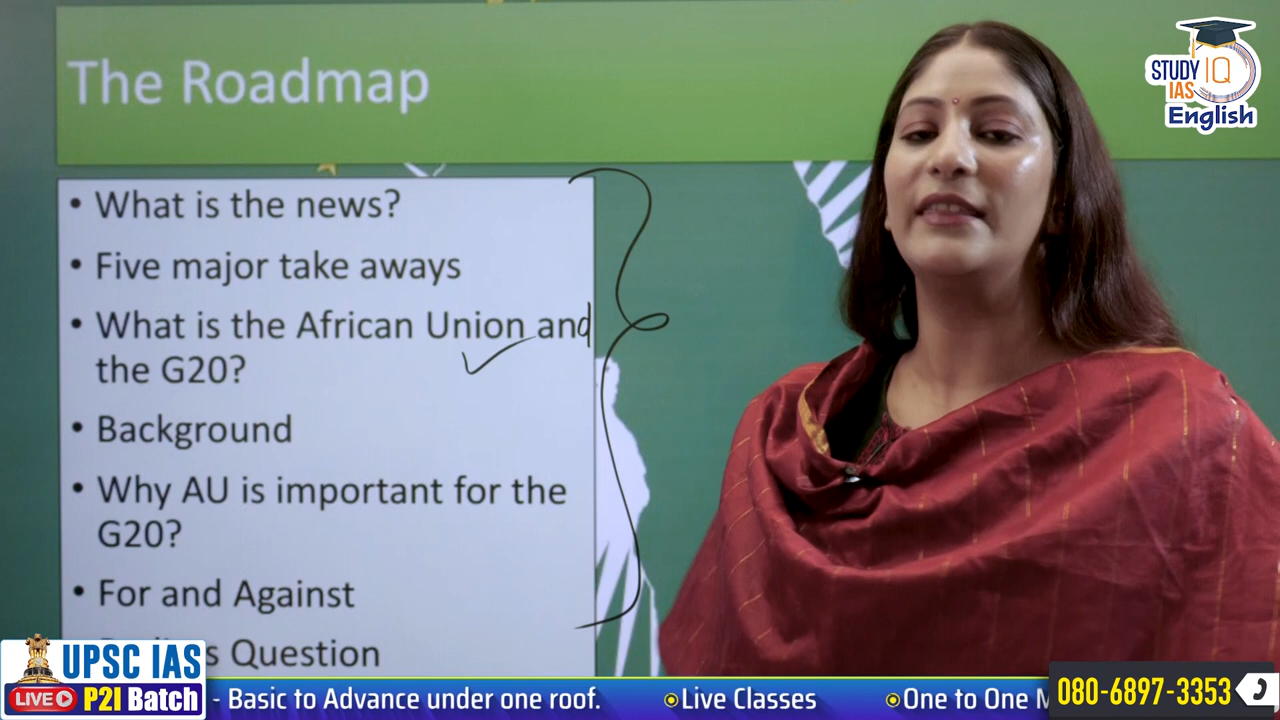 The Roadmap
STUDY IQ
IAS
English
• What is the news?
• Five major take aways
• What is the African Union and
the G20?
• Background
• Why AU is important for the
G20?
• For and Against
s Question
UPSC IAS
LIVE P2I Batch
- Basic to Advance under one roof.
Live Classes
One to One
080-6897-3353